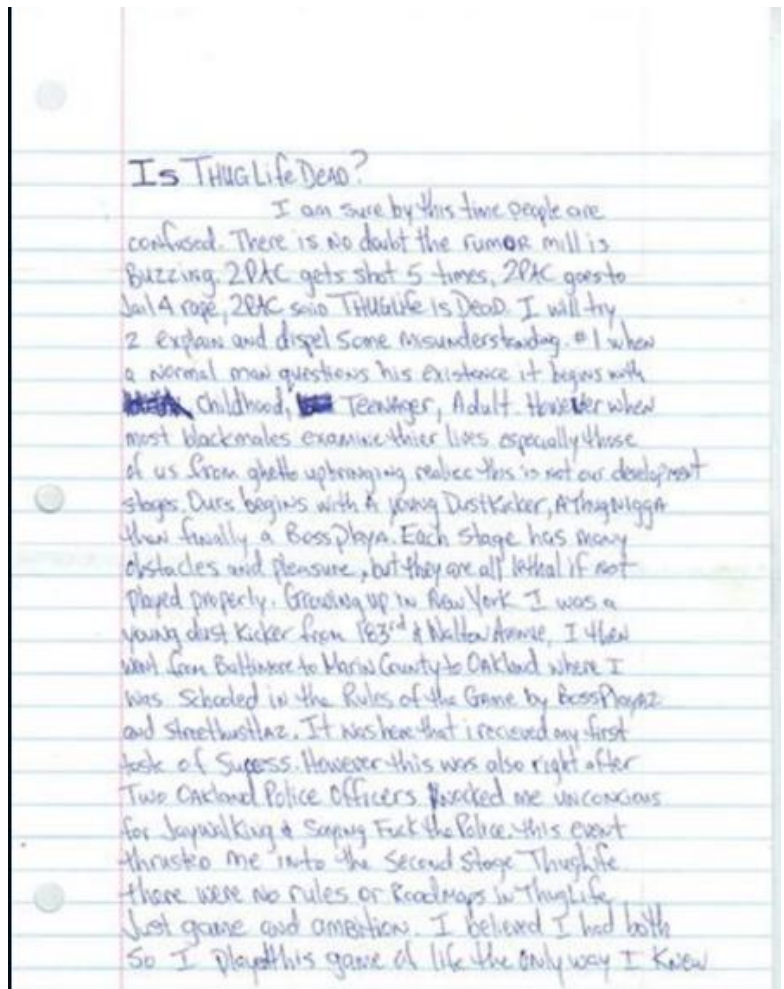 Is THUG Life DEAD?
I am sure by this time people are
confused. There is no doubt the rumor mill is
Buzzing. 2PAC gets shot 5 times, 2PAC goes to
Jail 4 rape, 2PAC said THUGLife Is DeaD. I will try
2 explain and dispel some misunderstanding. #1 when
a normal man questions his existence it begins with
Childhood, Teenager, Adult. However when
most blackmales examine thier lives especially those
of us from ghetto upbringing realize this is not our development
stages. Ours begins with A young DustKicker, A Thug NiggA
then finally a Boss Playa. Each stage has many
obstacles and pleasure, but they are all lethal if not
played properly. Growing up in New York I was a
young dust kicker from 183rd & Walton Avenue, I then
went from Baltimore to Marin County to Oakland where I
was Schooled in the Rules of the Game by BossPlayaz
and StreetHustlaz. It was here that i recieved my first
taste of Sucess. However this was also right after
Two Oakland Police Officers knocked me unconcious
for Jaywalking & Saying Fuck the Police. this event
thrusted me into the Second Stage Thuglife
there were no rules or Roadmaps in ThugLife
Just game and ambition. I believed I had both
So I played this game of life the only way I Knew